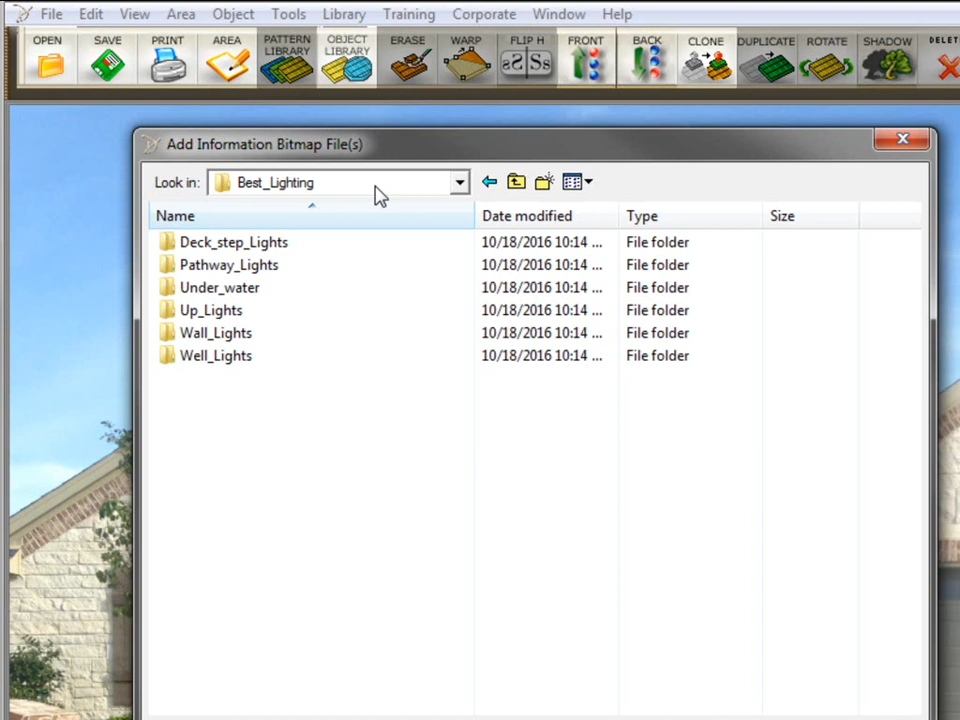 File Edit View Area Object Tools Library Training Corporate Window Help
OPEN SAVE PRINT AREA PATTERN LIBRARY OBJECT LIBRARY ERASE WARP FLIP H FRONT BACK CLONE DUPLICATE ROTATE SHADOW DELET
Add Information Bitmap File(s)
Look in: Best_Lighting
Name Date modified Type Size
Deck_step_Lights 10/18/2016 10:14 ... File folder
Pathway_Lights 10/18/2016 10:14 ... File folder
Under_water 10/18/2016 10:14 ... File folder
Up_Lights 10/18/2016 10:14 ... File folder
Wall_Lights 10/18/2016 10:14 ... File folder
Well_Lights 10/18/2016 10:14 ... File folder